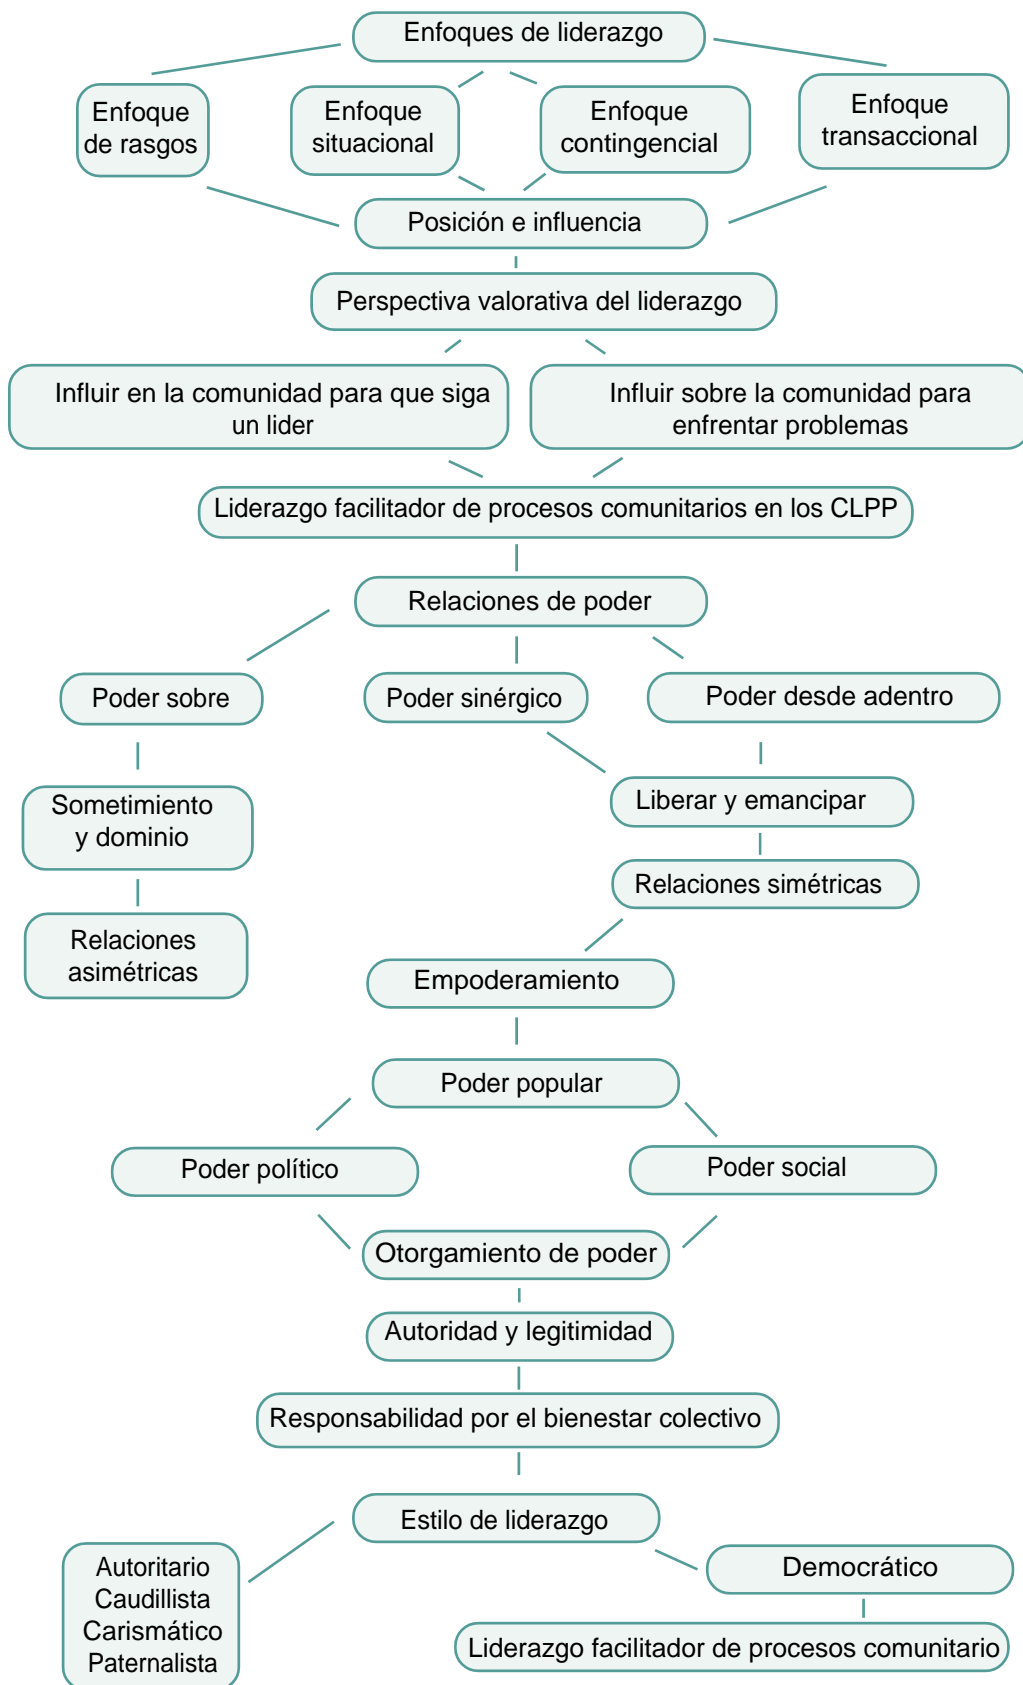 Enfoques de liderazgo
Enfoque
de rasgos
Enfoque
situacional
Enfoque
contingencial
Enfoque
transaccional
Posición e influencia
Perspectiva valorativa del liderazgo
Influir en la comunidad para que siga
un lider
Influir sobre la comunidad para
enfrentar problemas
Liderazgo facilitador de procesos comunitarios en los CLPP
Relaciones de poder
Poder sobre
Poder sinérgico
Poder desde adentro
Sometimiento
y dominio
Liberar y emancipar
Relaciones simétricas
Relaciones
asimétricas
Empoderamiento
Poder popular
Poder político
Poder social
Otorgamiento de poder
Autoridad y legitimidad
Responsabilidad por el bienestar colectivo
Estilo de liderazgo
Autoritario
Caudillista
Carismático
Paternalista
Democrático
Liderazgo facilitador de procesos comunitario